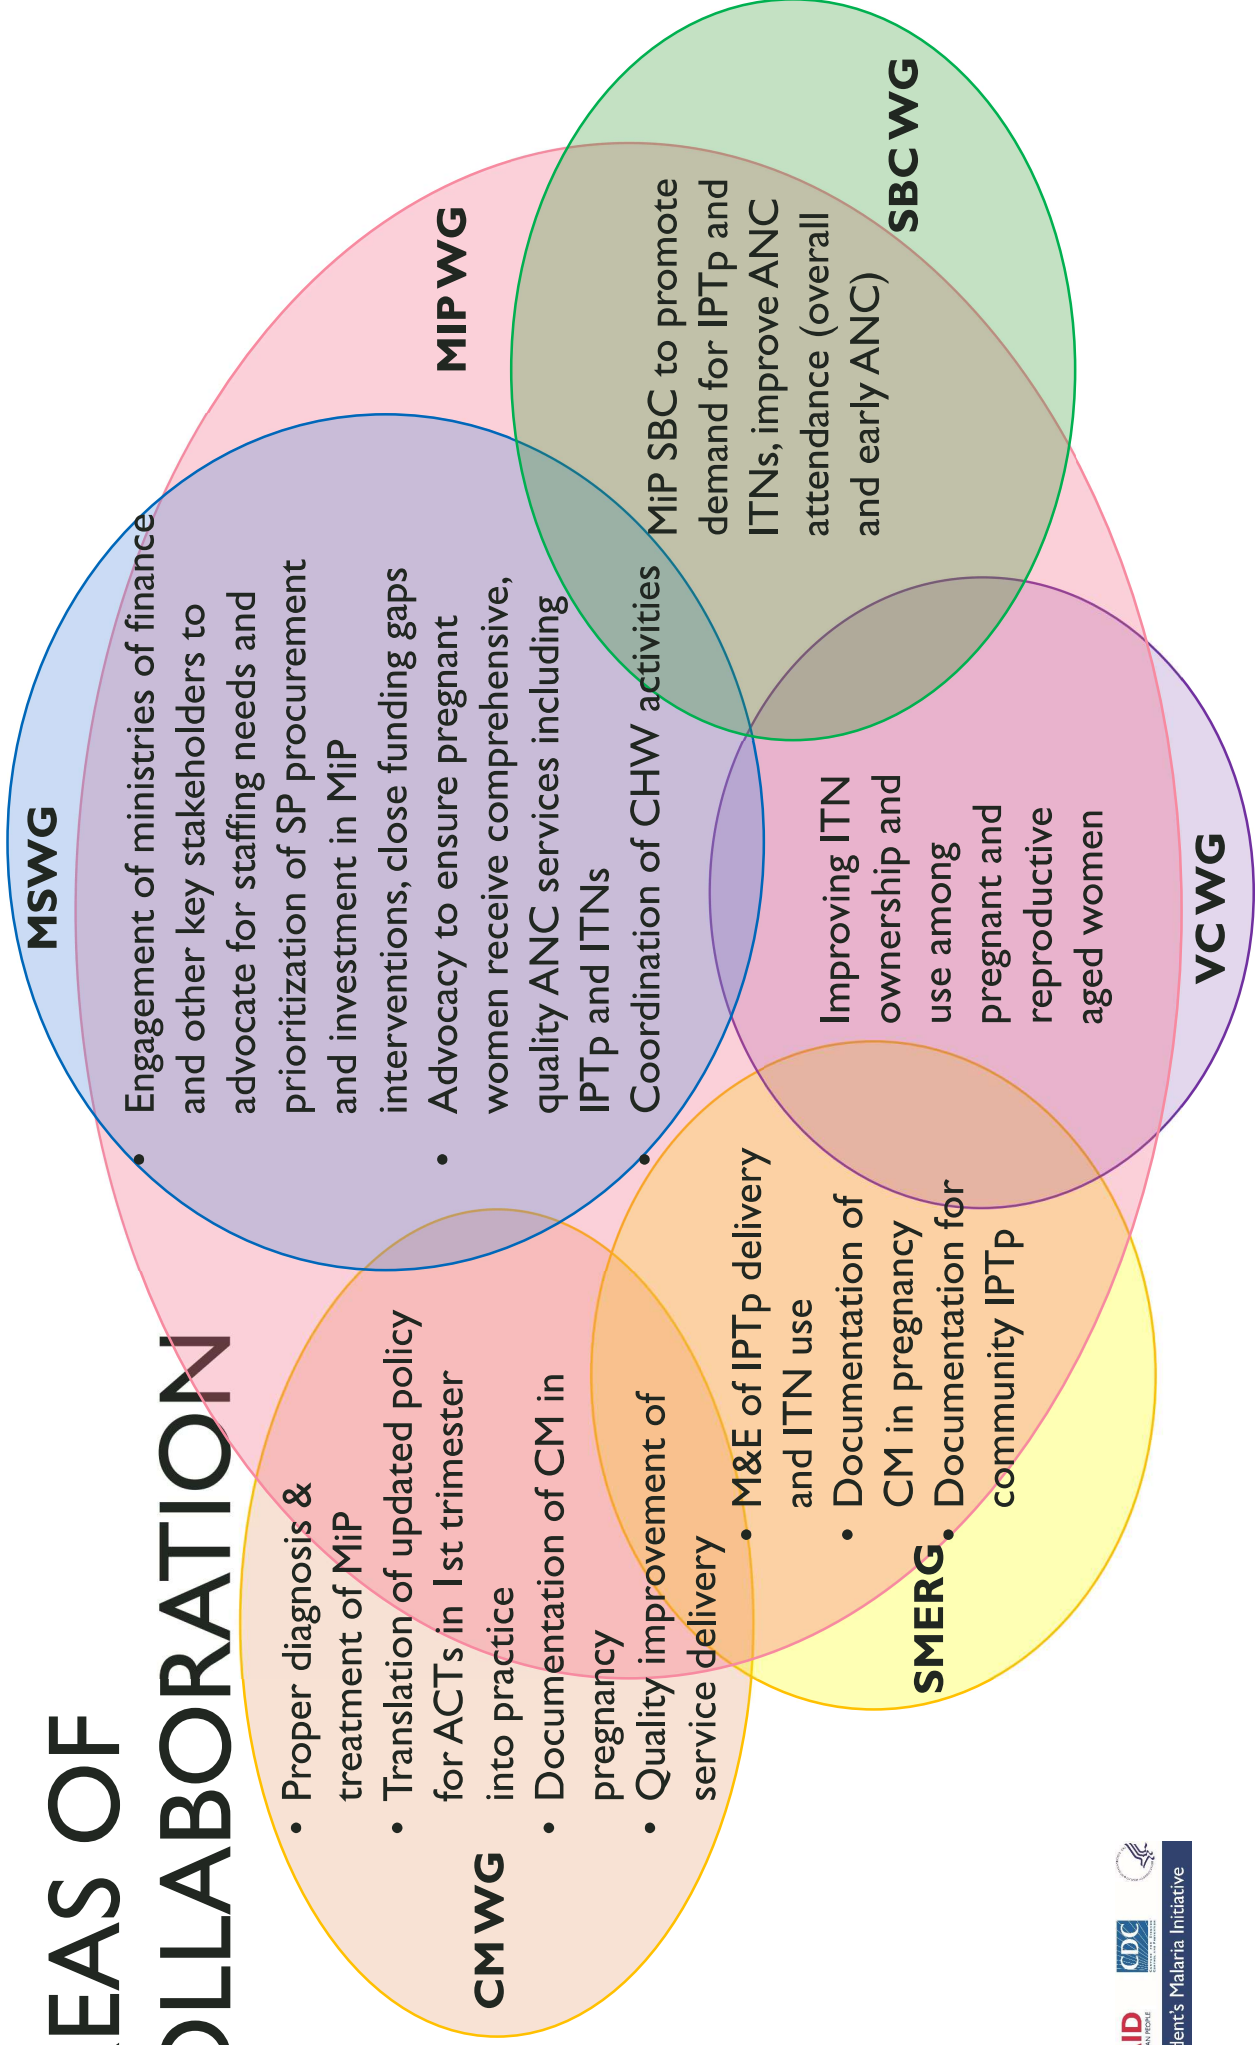 EAS OF
OLLABORATION
MSWG
• Engagement of ministries of finance
and other key stakeholders to
advocate for staffing needs and
prioritization of SP procurement
and investment in MiP
interventions, close funding gaps
• Advocacy to ensure pregnant
women receive comprehensive,
quality ANC services including
IPTp and ITNs
• Coordination of CHW activities
MIP WG
CM WG
• Proper diagnosis &
treatment of MiP
• Translation of updated policy
for ACTs in 1st trimester
into practice
• Documentation of CM in
pregnancy
• Quality improvement of
service delivery
MiP SBC to promote
demand for IPTp and
ITNs, improve ANC
attendance (overall
and early ANC)
SBC WG
SMERG
• M&E of IPTp delivery
and ITN use
• Documentation of
CM in pregnancy
• Documentation for
community IPTp
Improving ITN
ownership and
use among
pregnant and
reproductive
aged women
VC WG
AID
AN PEOPLE
CDC
dent's Malaria Initiative